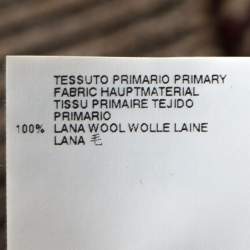 TESSUTO PRIMARIO PRIMARY
FABRIC HAUPTMATERIAL
TISSU PRIMAIRE TEJIDO
PRIMARIO
100% LANA WOOL WOLLE LAINE
LANA 毛